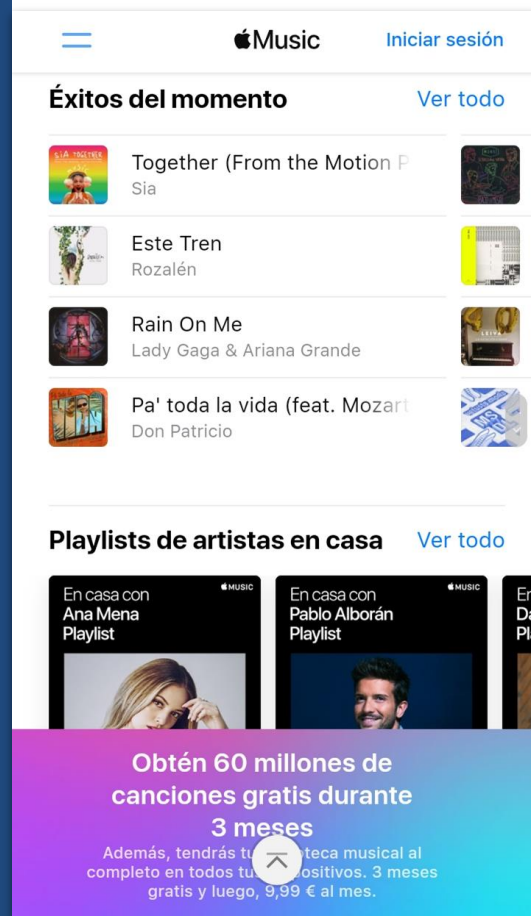 Music
Iniciar sesión
Éxitos del momento
Ver todo
Together (From the Motion P
Sia
Este Tren
Rozalén
Rain On Me
Lady Gaga & Ariana Grande
Pa' toda la vida (feat. Mozart
Don Patricio
Playlists de artistas en casa
Ver todo
En casa con
Ana Mena
Playlist
MUSIC
En casa con
Pablo Alborán
Playlist
MUSIC
Obtén 60 millones de
canciones gratis durante
3 meses
Además, tendrás musical al
completo en todos 3 meses
gratis y luego, 9,99 € al mes.